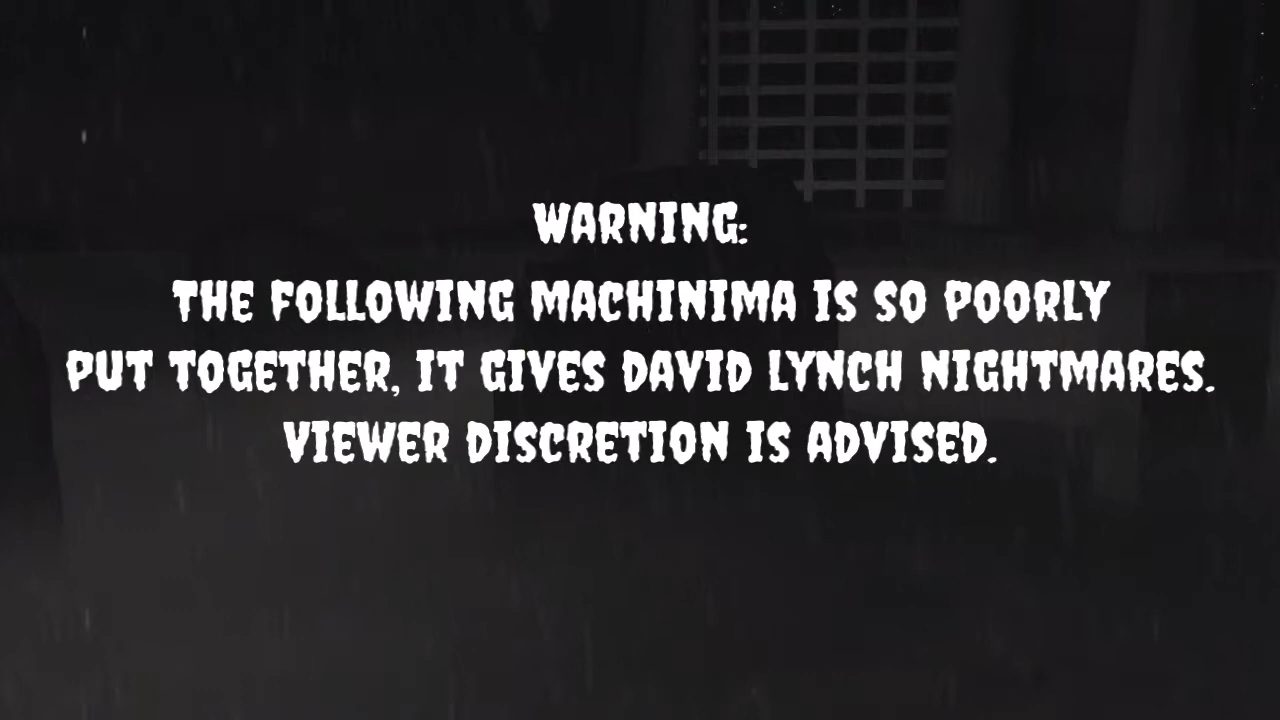 WARNING:
THE FOLLOWING MACHINIMA IS SO POORLY
PUT TOGETHER, IT GIVES DAVID LYNCH NIGHTMARES.
VIEWER DISCRETION IS ADVISED.